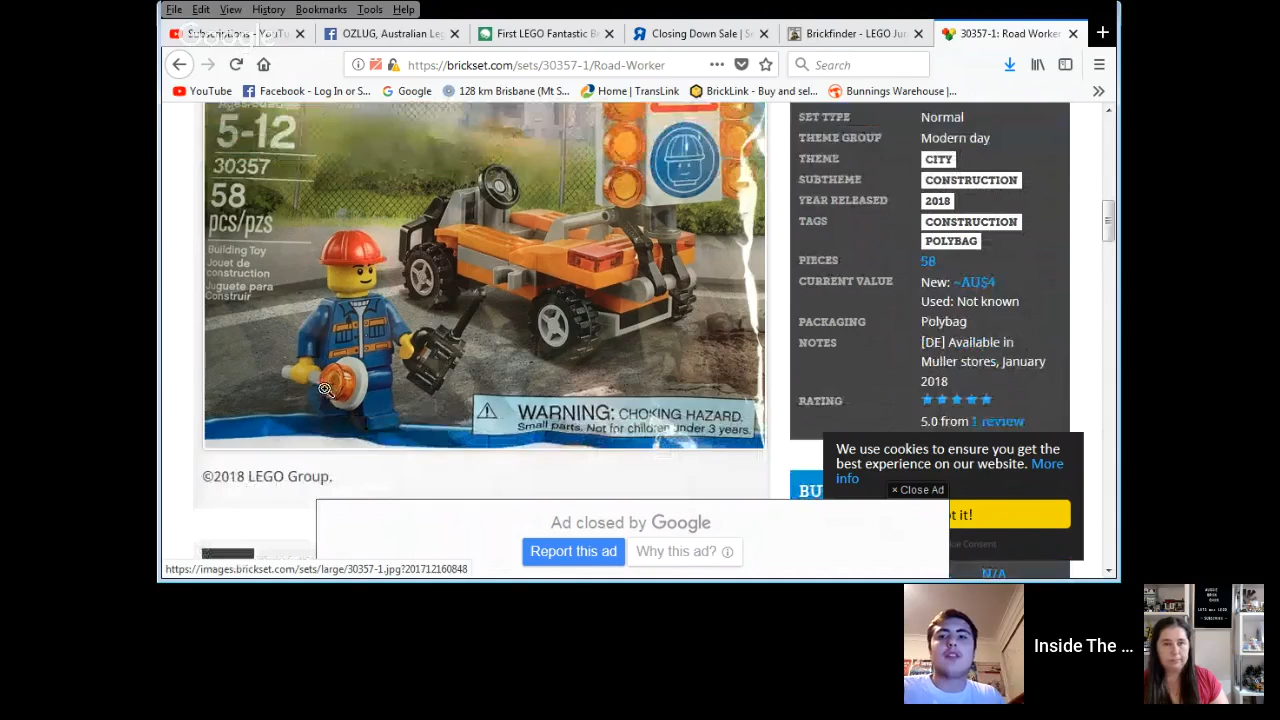 File Edit View History Bookmarks Tools Help
Google
OZLUG, Australian Le
First LEGO Fantastic B
Closing Down Sale | S
Brickfinder - LEGO Ju
30357-1: Road Worker
https://brickset.com/sets/30357-1/Road-Worker
Search
YouTube
Facebook - Log In or S...
Google
128 km Brisbane (Mt S...
Home | TransLink
BrickLink - Buy and sel...
Bunnings Warehouse |...
5-12
30357
58
pcs/pzs
Building Toy
Jouet de
construction
Juguete para
Construir
WARNING: CHOKING HAZARD.
Small parts. Not for children under 3 years.
©2018 LEGO Group.
SET TYPE Normal
THEME GROUP Modern day
THEME CITY
SUBTHEME CONSTRUCTION
YEAR RELEASED 2018
TAGS CONSTRUCTION
POLYBAG
PIECES 58
CURRENT VALUE New: ~AU$4
Used: Not known
PACKAGING Polybag
NOTES [DE] Available in
Muller stores, January
2018
RATING
5.0 from 1 review
We use cookies to ensure you get the
best experience on our website. More
info
BU
× Close Ad
t it!
Ad closed by Google
Report this ad Why this ad?
N/A
https://images.brickset.com/sets/large/30357-1.jpg?201712160848
Inside The ...